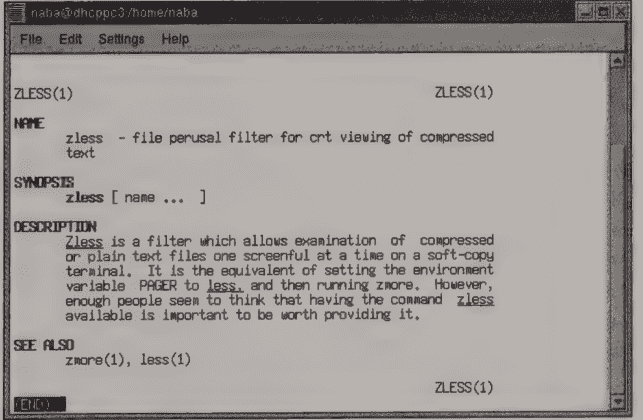 naba@dhcppc3:/home/naba
File Edit Settings Help
ZLESS(1) ZLESS(1)
NAME
zless - file perusal filter for crt viewing of compressed
text
SYNOPSIS
zless [ name ... ]
DESCRIPTION
Zless is a filter which allows examination of compressed
or plain text files one screenful at a time on a soft-copy
terminal. It is the equivalent of setting the environment
variable PAGER to less, and then running zmore. However,
enough people seem to think that having the command zless
available is important to be worth providing it.
SEE ALSO
zmore(1), less(1)
ZLESS(1)
(END)